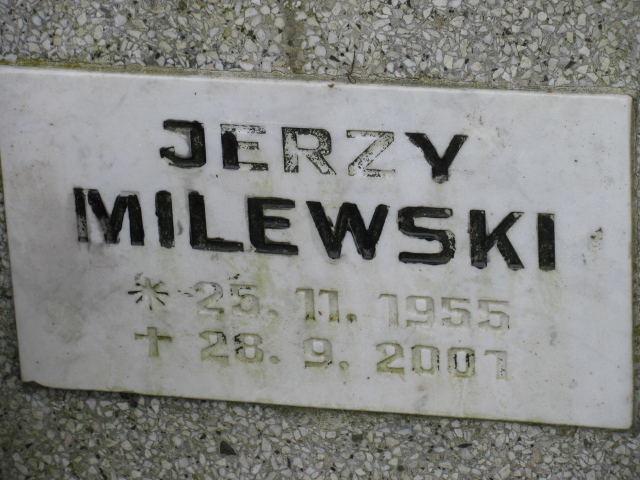 JERZY
MILEWSKI
* 25. 11. 1955
✝ 28. 9. 2001